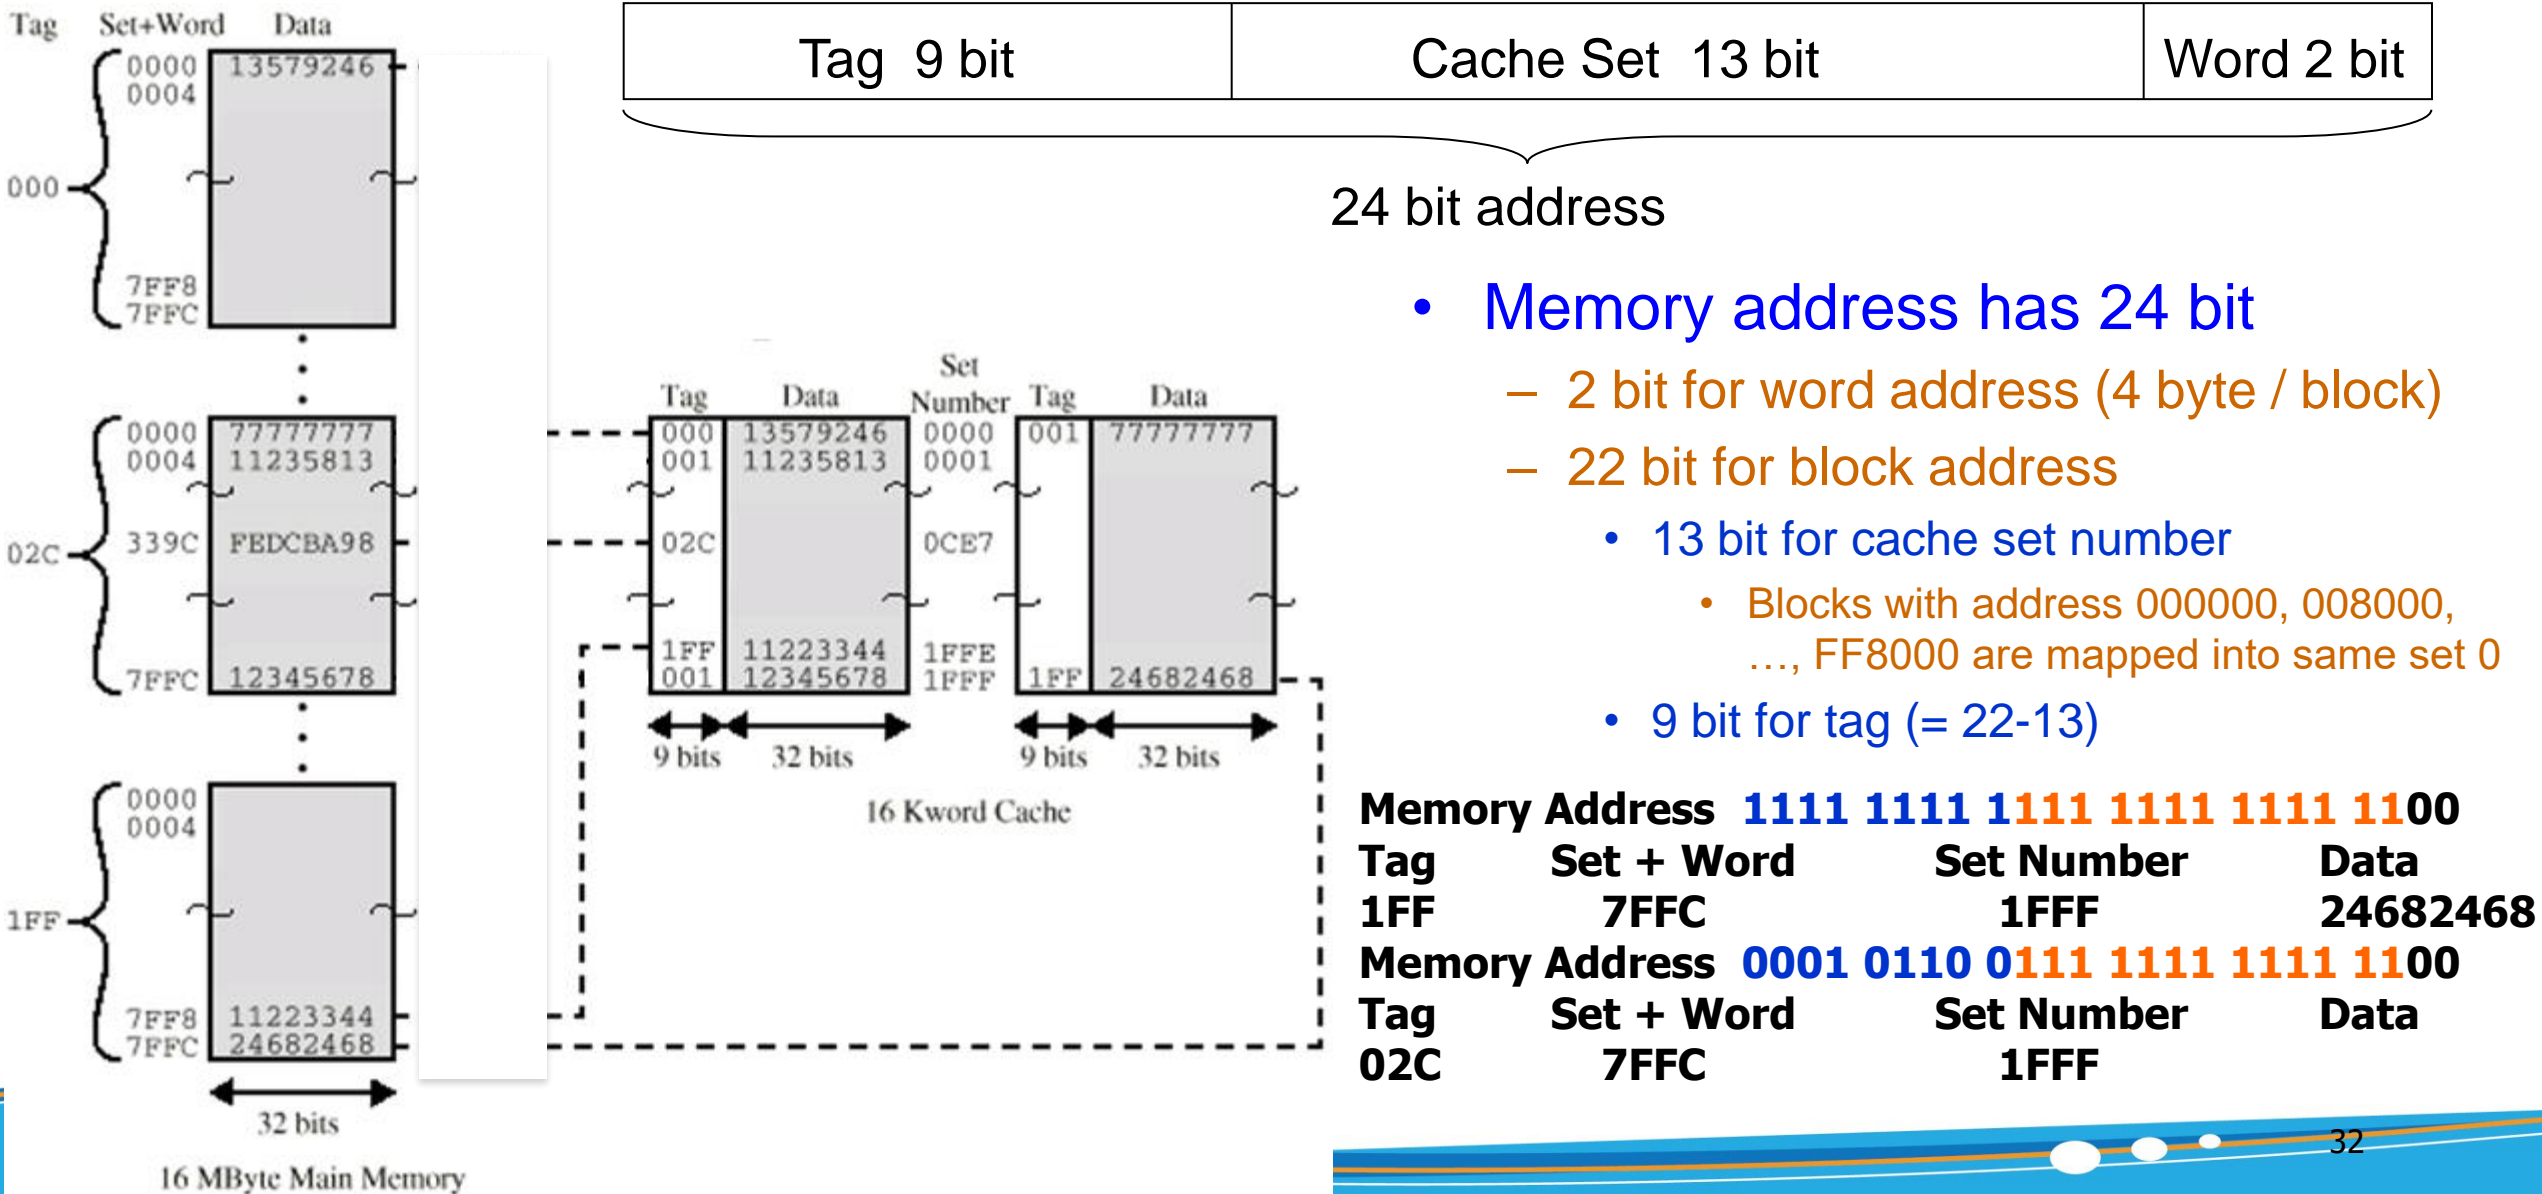 Tag 9 bit Cache Set 13 bit Word 2 bit
24 bit address
Tag Set+Word Data
0000 13579246
0004
000
7FF8
7FFC
0000 77777777
0004 11235813
02C 339C FEDCBA98
7FFC 12345678
0000
0004
1FF
7FF8 11223344
7FFC 24682468
32 bits
16 MByte Main Memory
Set
Tag Data Number Tag Data
000 13579246 0000 001 77777777
001 11235813 0001
02C 0CE7
1FF 11223344 1FFE
001 12345678 1FFF 1FF 24682468
9 bits 32 bits 9 bits 32 bits
16 Kword Cache
• Memory address has 24 bit
– 2 bit for word address (4 byte / block)
– 22 bit for block address
• 13 bit for cache set number
• Blocks with address 000000, 008000,
…, FF8000 are mapped into same set 0
• 9 bit for tag (= 22-13)
Memory Address 1111 1111 1111 1111 1111 1100
Tag Set + Word Set Number Data
1FF 7FFC 1FFF 24682468
Memory Address 0001 0110 0111 1111 1111 1100
Tag Set + Word Set Number Data
02C 7FFC 1FFF
32